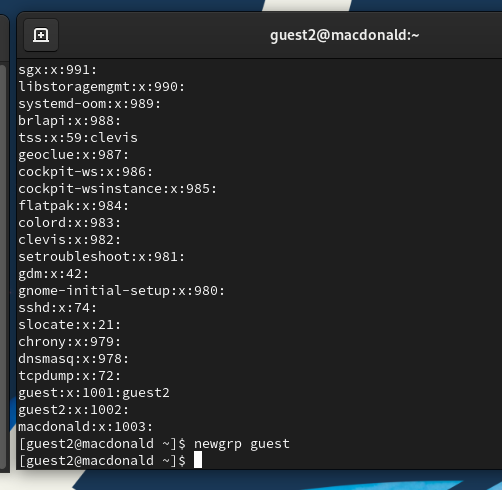 guest2@macdonald:~
sgx:x:991:
libstoragemgmt:x:990:
systemd-oom:x:989:
brlapi:x:988:
tss:x:59:clevis
geoclue:x:987:
cockpit-ws:x:986:
cockpit-wsinstance:x:985:
flatpak:x:984:
colord:x:983:
clevis:x:982:
setroubleshoot:x:981:
gdm:x:42:
gnome-initial-setup:x:980:
sshd:x:74:
slocate:x:21:
chrony:x:979:
dnsmasq:x:978:
tcpdump:x:72:
guest:x:1001:guest2
guest2:x:1002:
macdonald:x:1003:
[guest2@macdonald ~]$ newgrp guest
[guest2@macdonald ~]$